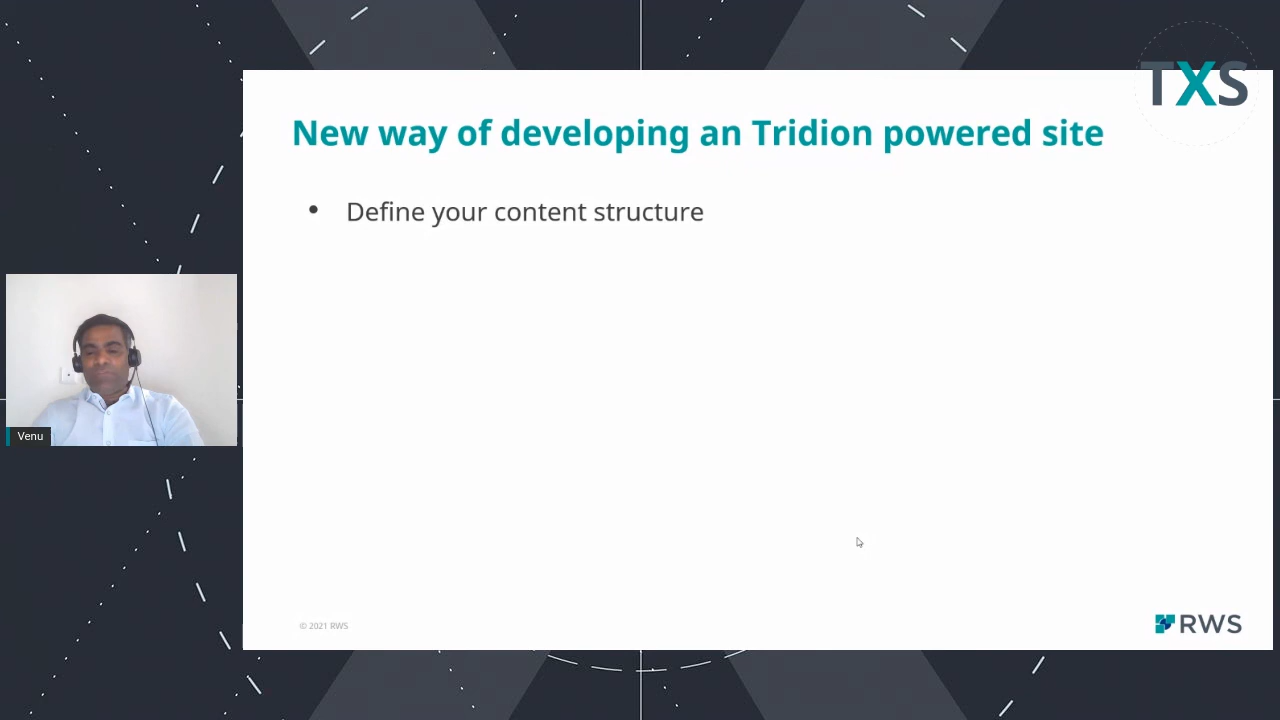 TXS
New way of developing an Tridion powered site
• Define your content structure
Venu
© 2021 RWS
RWS